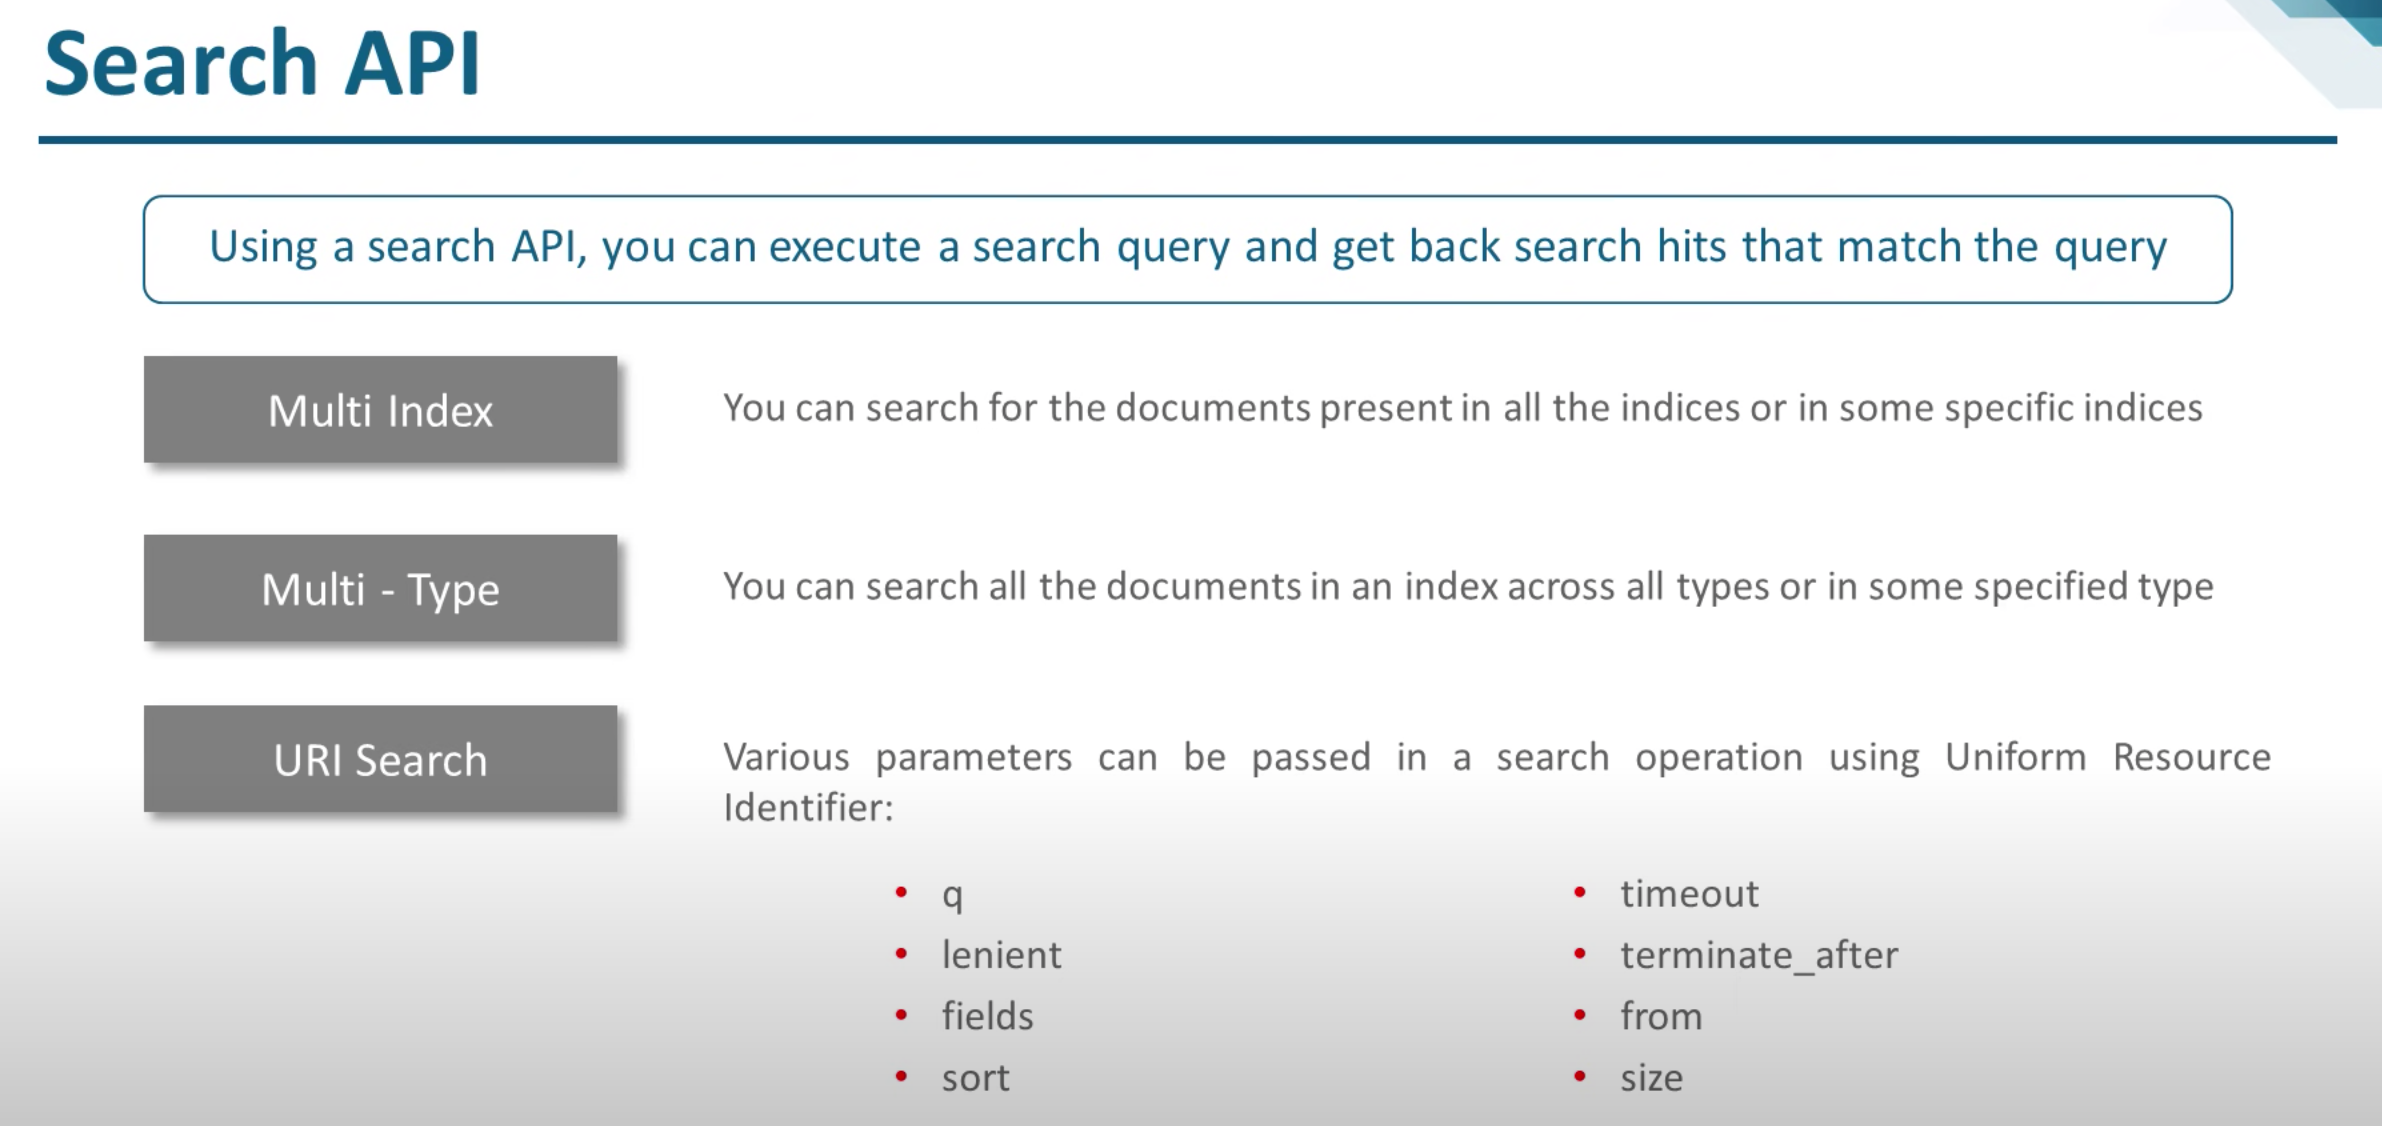 Search API
Using a search API, you can execute a search query and get back search hits that match the query
Multi Index
You can search for the documents present in all the indices or in some specific indices
Multi - Type
You can search all the documents in an index across all types or in some specified type
URI Search
Various parameters can be passed in a search operation using Uniform Resource
Identifier:
• q
• lenient
• fields
• sort
• timeout
• terminate_after
• from
• size